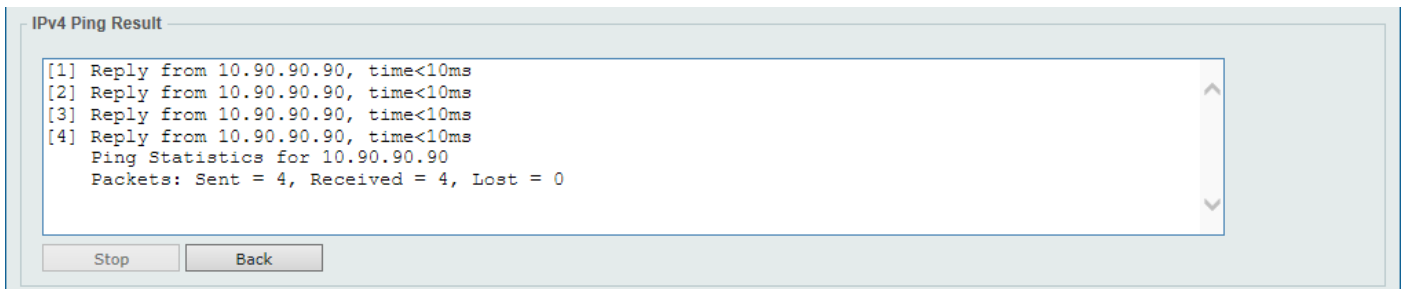 IPv4 Ping Result
[1] Reply from 10.90.90.90, time<10ms
[2] Reply from 10.90.90.90, time<10ms
[3] Reply from 10.90.90.90, time<10ms
[4] Reply from 10.90.90.90, time<10ms
Ping Statistics for 10.90.90.90
Packets: Sent = 4, Received = 4, Lost = 0
Stop Back